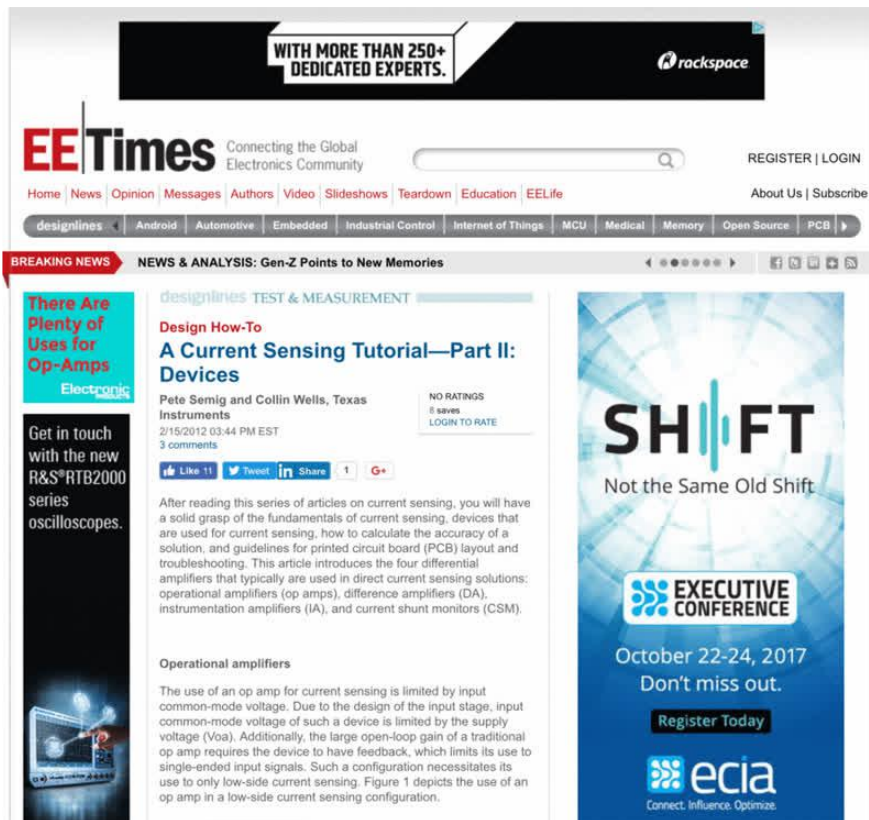 WITH MORE THAN 250+
DEDICATED EXPERTS.
rackspace
EE Times
Connecting the Global
Electronics Community
REGISTER | LOGIN
Home | News | Opinion | Messages | Authors | Video | Slideshows | Teardown | Education | EELife
About Us | Subscribe
designlines
Android | Automotive | Embedded | Industrial Control | Internet of Things | MCU | Medical | Memory | Open Source | PCB
BREAKING NEWS
NEWS & ANALYSIS: Gen-Z Points to New Memories
There Are
Plenty of
Uses for
Op-Amps
Electronic
PRODUCTS
Get in touch
with the new
R&S®RTB2000
series
oscilloscopes.
designlines TEST & MEASUREMENT
Design How-To
A Current Sensing Tutorial—Part II:
Devices
Pete Semig and Collin Wells, Texas
Instruments
2/15/2012 03:44 PM EST
3 comments
NO RATINGS
6 saves
LOGIN TO RATE
Like 11
Tweet
in Share
1
G+
After reading this series of articles on current sensing, you will have
a solid grasp of the fundamentals of current sensing, devices that
are used for current sensing, how to calculate the accuracy of a
solution, and guidelines for printed circuit board (PCB) layout and
troubleshooting. This article introduces the four differential
amplifiers that typically are used in direct current sensing solutions:
operational amplifiers (op amps), difference amplifiers (DA),
instrumentation amplifiers (IA), and current shunt monitors (CSM).
Operational amplifiers
The use of an op amp for current sensing is limited by input
common-mode voltage. Due to the design of the input stage, input
common-mode voltage of such a device is limited by the supply
voltage (Voa). Additionally, the large open-loop gain of a traditional
op amp requires the device to have feedback, which limits its use to
single-ended input signals. Such a configuration necessitates its
use to only low-side current sensing. Figure 1 depicts the use of an
op amp in a low-side current sensing configuration.
SHIFT
Not the Same Old Shift
EXECUTIVE
CONFERENCE
October 22-24, 2017
Don't miss out.
Register Today
ecia
Connect. Influence. Optimize.